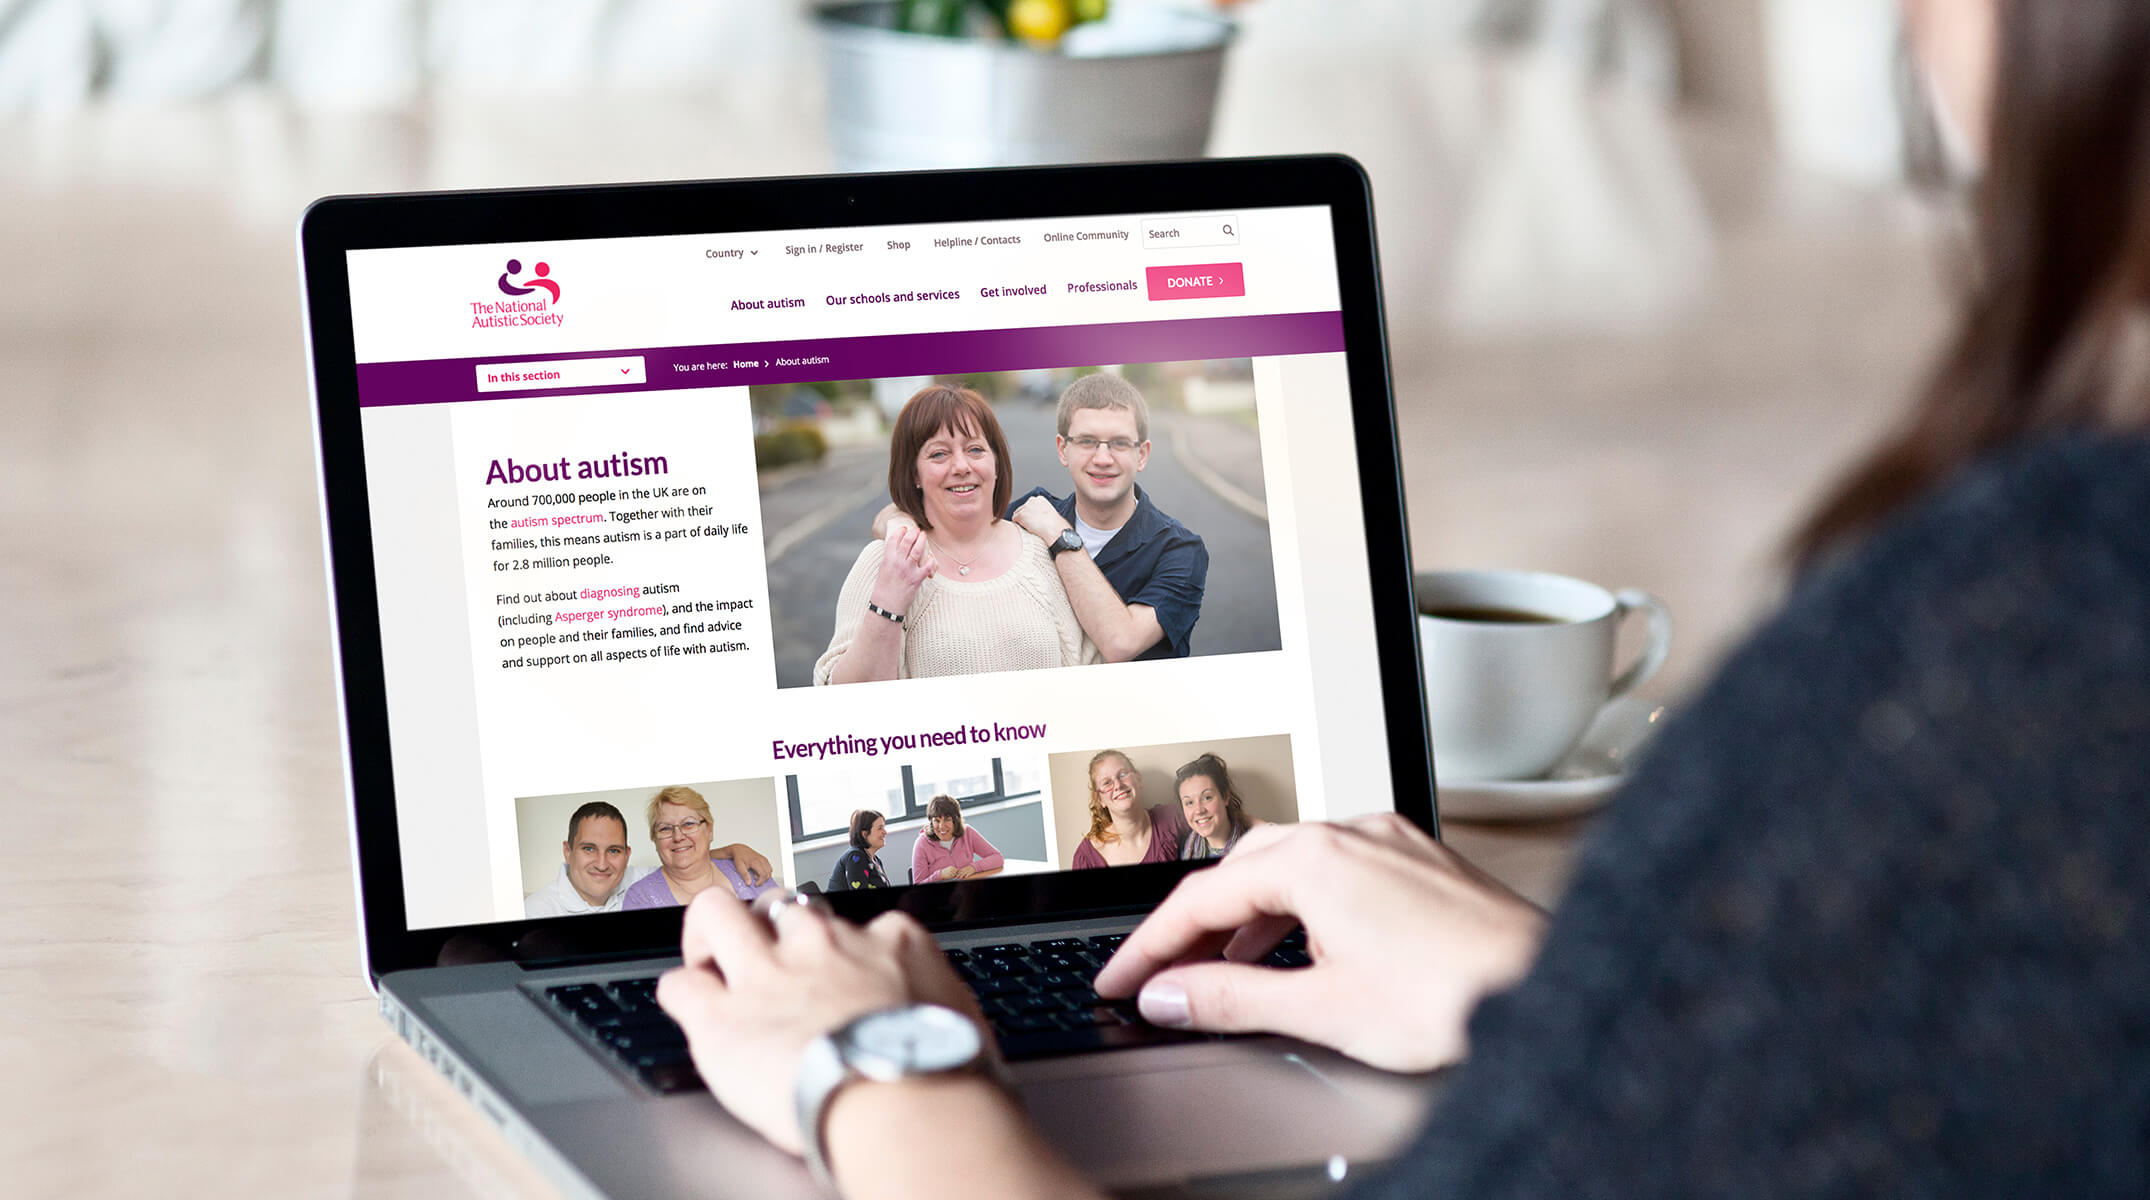 Country
Sign in / Register
Shop
Helpline / Contacts
Online Community
Search
The National
Autistic Society
About autism
Our schools and services
Get involved
Professionals
DONATE ›
In this section
You are here: Home › About autism
About autism
Around 700,000 people in the UK are on
the autism spectrum. Together with their
families, this means autism is a part of daily life
for 2.8 million people.
Find out about diagnosing autism
(including Asperger syndrome), and the impact
on people and their families, and find advice
and support on all aspects of life with autism.
Everything you need to know